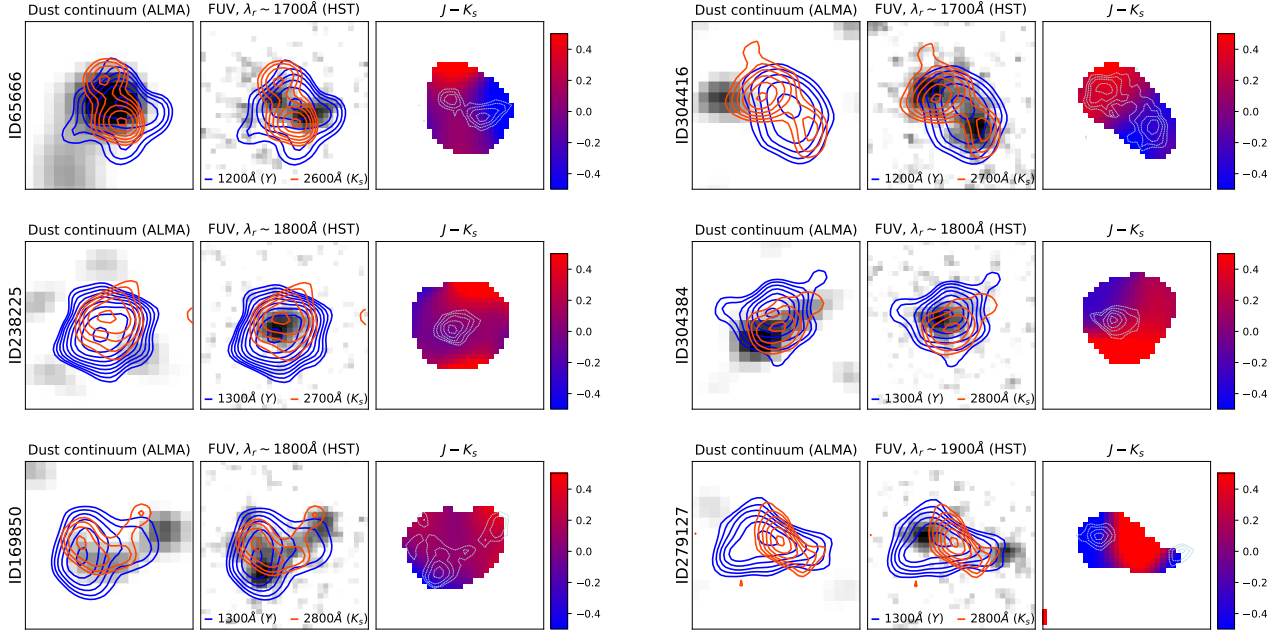 Dust continuum (ALMA) FUV, λr ~ 1700Å (HST) J − Ks
ID65666
1200Å (Y) 2600Å (Ks)
0.4
0.2
0.0
−0.2
−0.4
Dust continuum (ALMA) FUV, λr ~ 1700Å (HST) J − Ks
ID304416
1200Å (Y) 2700Å (Ks)
0.4
0.2
0.0
−0.2
−0.4
Dust continuum (ALMA) FUV, λr ~ 1800Å (HST) J − Ks
ID238225
1300Å (Y) 2700Å (Ks)
0.4
0.2
0.0
−0.2
−0.4
Dust continuum (ALMA) FUV, λr ~ 1800Å (HST) J − Ks
ID304384
1300Å (Y) 2800Å (Ks)
0.4
0.2
0.0
−0.2
−0.4
Dust continuum (ALMA) FUV, λr ~ 1800Å (HST) J − Ks
ID169850
1300Å (Y) 2800Å (Ks)
0.4
0.2
0.0
−0.2
−0.4
Dust continuum (ALMA) FUV, λr ~ 1900Å (HST) J − Ks
ID279127
1300Å (Y) 2800Å (Ks)
0.4
0.2
0.0
−0.2
−0.4